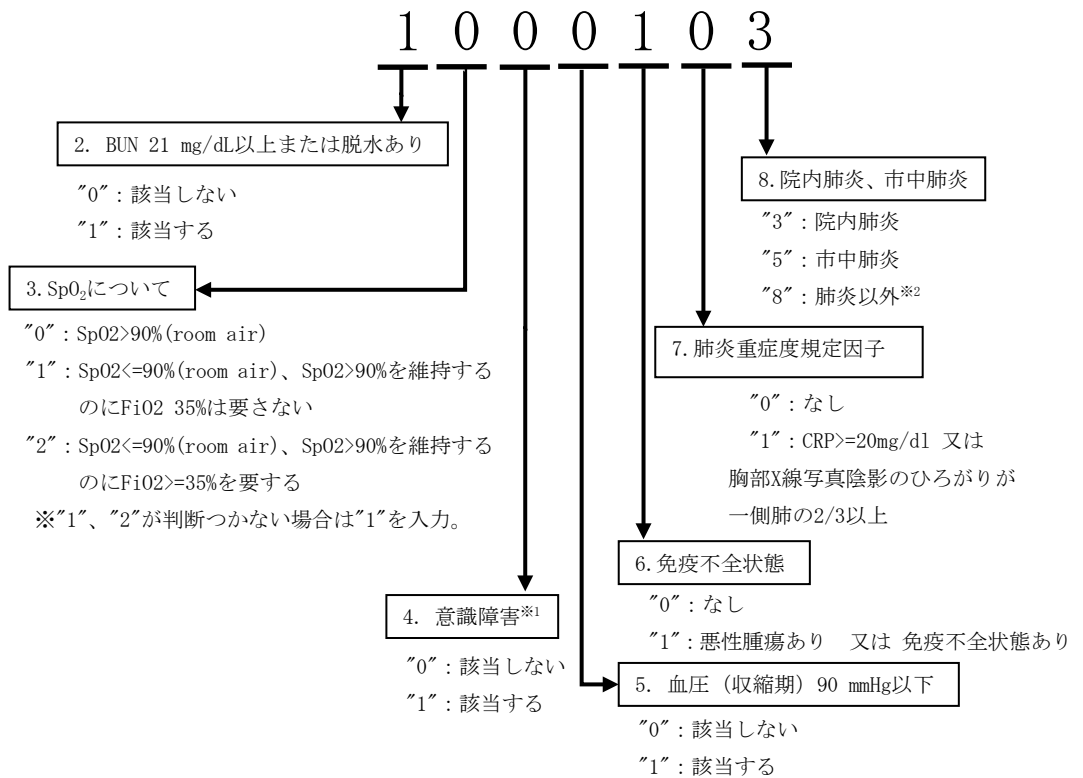 1 0 0 0 1 0 3
2. BUN 21 mg/dL以上または脱水あり
"0"：該当しない
"1"：該当する
3.SpO₂について
"0"：SpO2>90%(room air)
"1"：SpO2<=90%(room air)、SpO2>90%を維持する
のにFiO2 35%は要さない
"2"：SpO2<=90%(room air)、SpO2>90%を維持する
のにFiO2>=35%を要する
※"1"、"2"が判断つかない場合は"1"を入力。
4. 意識障害※1
"0"：該当しない
"1"：該当する
5. 血圧（収縮期）90 mmHg以下
"0"：該当しない
"1"：該当する
6.免疫不全状態
"0"：なし
"1"：悪性腫瘍あり　又は 免疫不全状態あり
7.肺炎重症度規定因子
"0"：なし
"1"：CRP>=20mg/dl 又は
胸部X線写真陰影のひろがりが
一側肺の2/3以上
8.院内肺炎、市中肺炎
"3"：院内肺炎
"5"：市中肺炎
"8"：肺炎以外※2